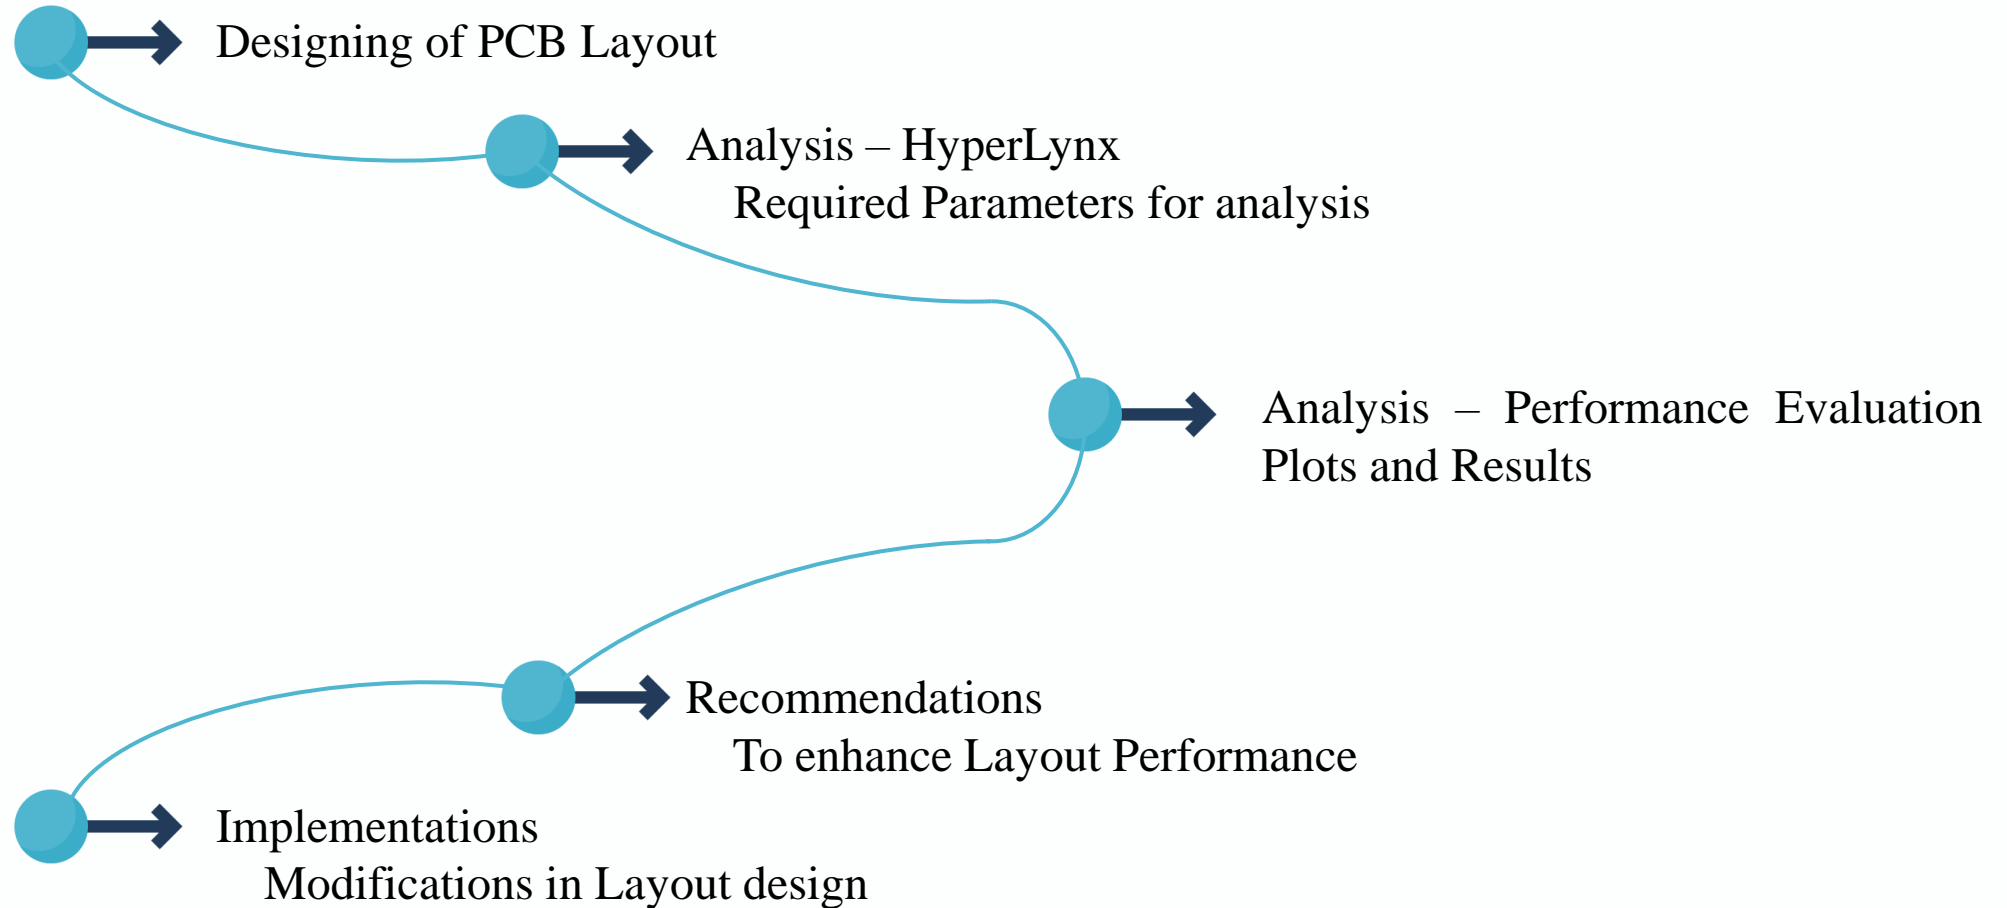 Designing of PCB Layout
Analysis – HyperLynx
Required Parameters for analysis
Analysis – Performance Evaluation
Plots and Results
Recommendations
To enhance Layout Performance
Implementations
Modifications in Layout design